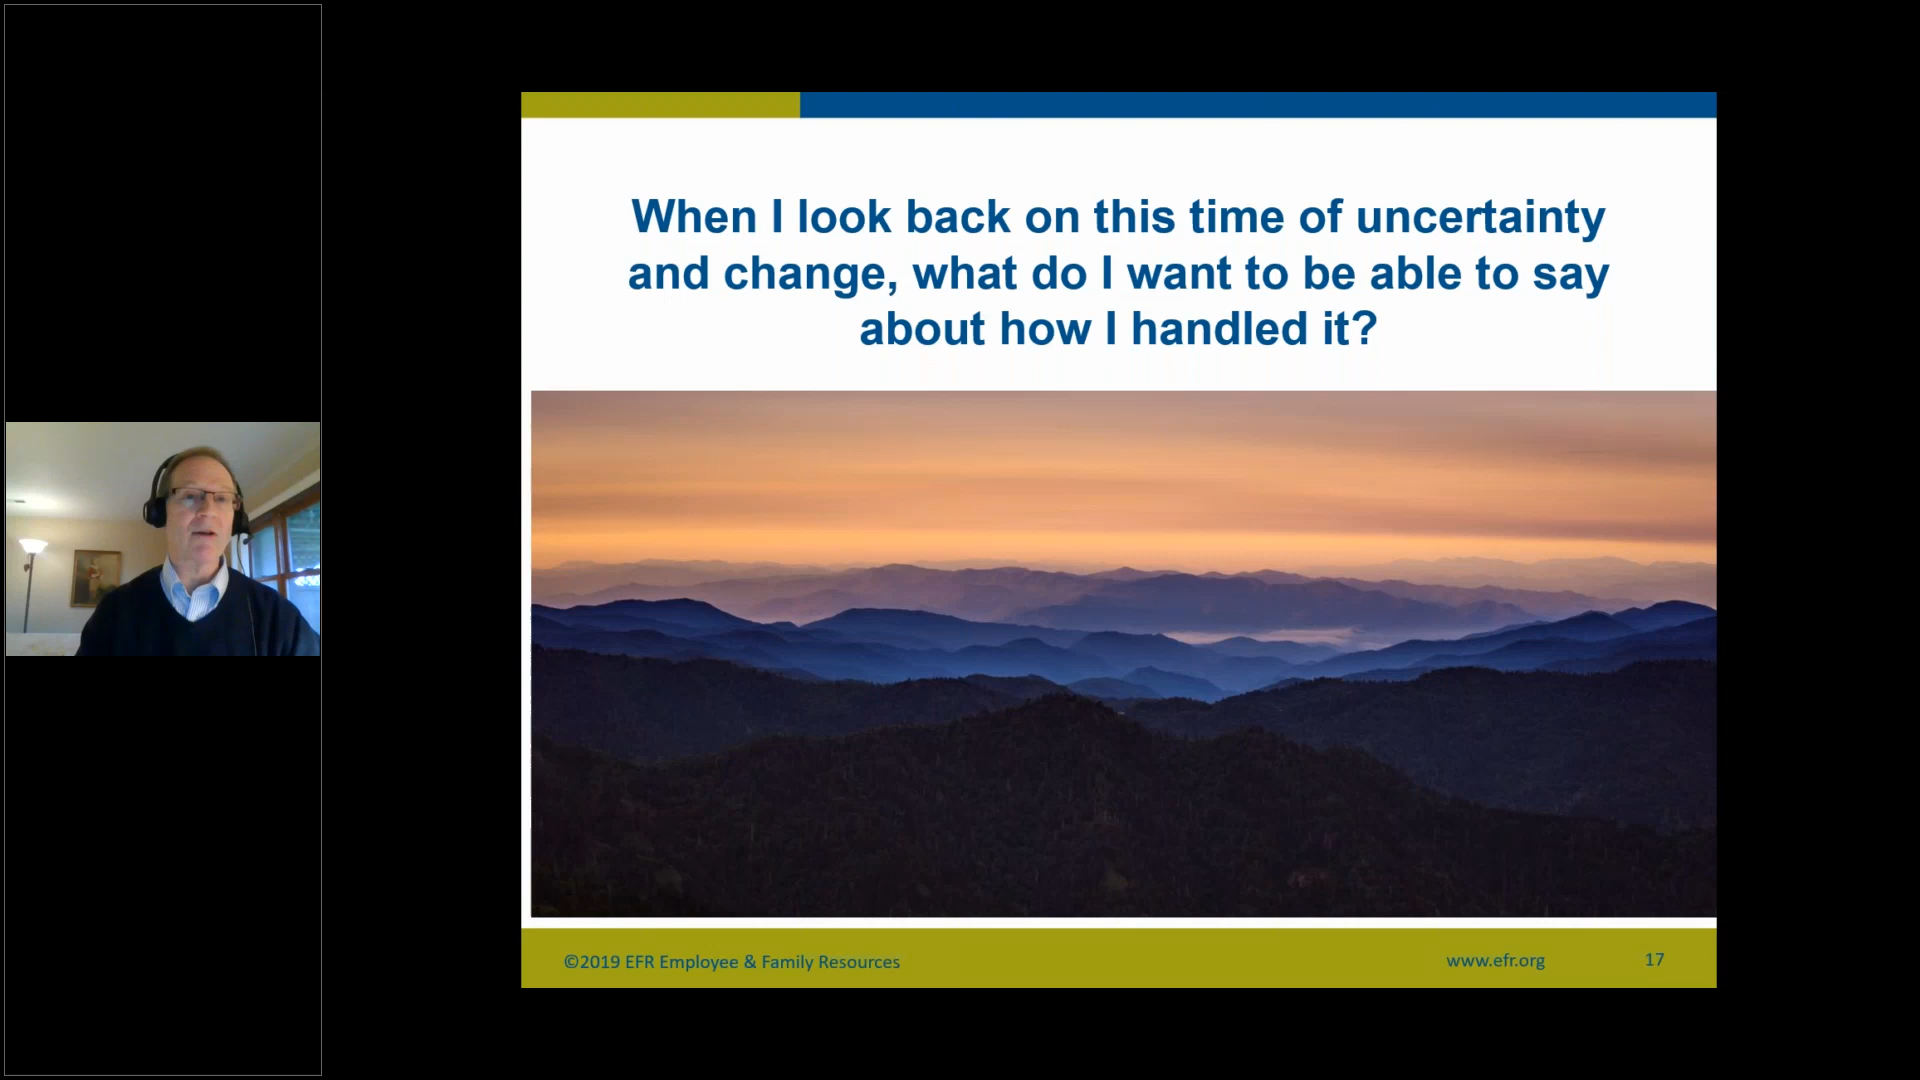 When I look back on this time of uncertainty
and change, what do I want to be able to say
about how I handled it?
©2019 EFR Employee & Family Resources
www.efr.org
17